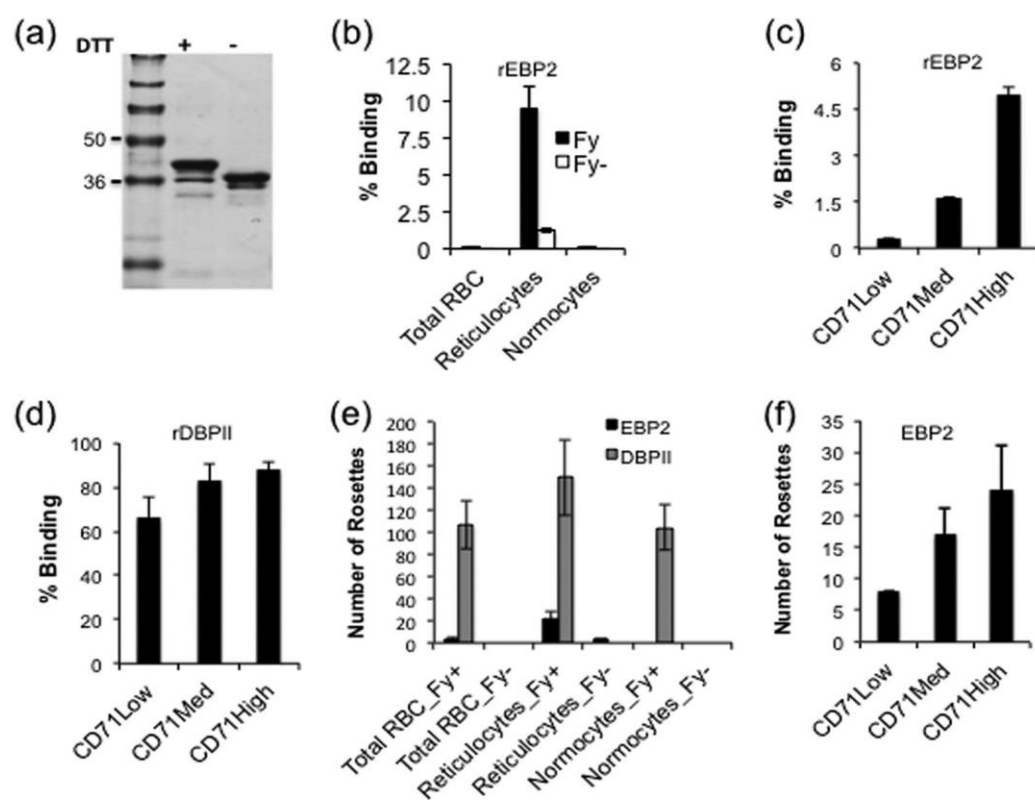 (a)
DTT + -
50
36
(b)
rEBP2
% Binding
12.5
10
7.5
5
2.5
0
Fy
Fy-
Total RBC
Reticulocytes
Normocytes
(c)
rEBP2
% Binding
6
4.5
3
1.5
0
CD71Low
CD71Med
CD71High
(d)
rDBPII
% Binding
100
80
60
40
20
0
CD71Low
CD71Med
CD71High
(e)
Number of Rosettes
200
180
160
140
120
100
80
60
40
20
0
EBP2
DBPII
Total RBC_Fy+
Total RBC_Fy-
Reticulocytes_Fy+
Reticulocytes_Fy-
Normocytes_Fy+
Normocytes_Fy-
(f)
EBP2
Number of Rosettes
35
30
25
20
15
10
5
0
CD71Low
CD71Med
CD71High